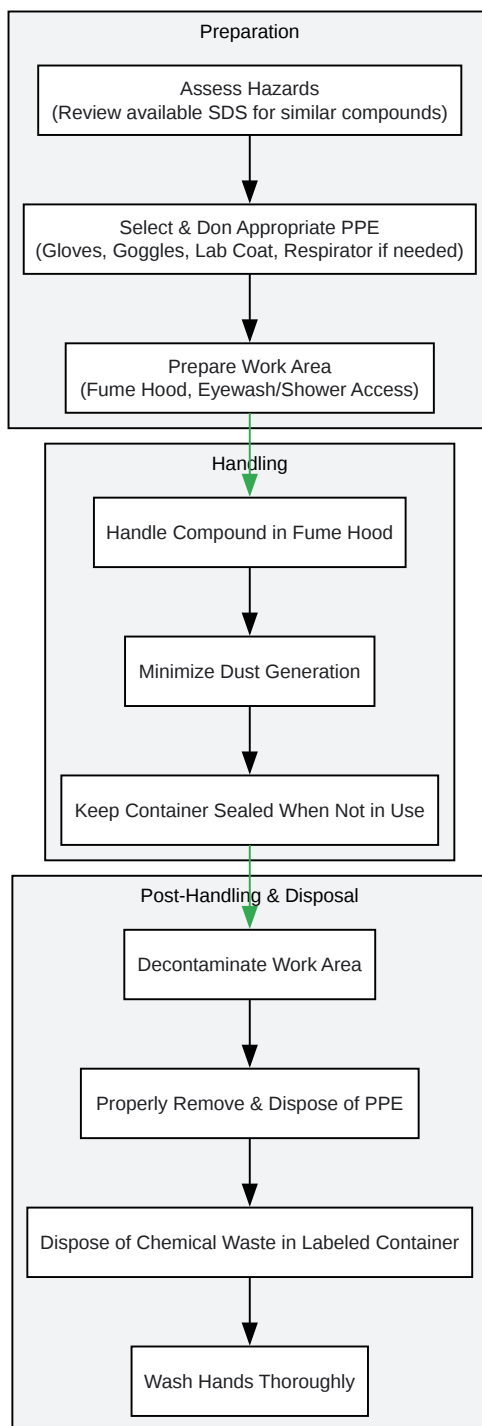 Preparation
Assess Hazards
(Review available SDS for similar compounds)
Select & Don Appropriate PPE
(Gloves, Goggles, Lab Coat, Respirator if needed)
Prepare Work Area
(Fume Hood, Eyewash/Shower Access)
Handling
Handle Compound in Fume Hood
Minimize Dust Generation
Keep Container Sealed When Not in Use
Post-Handling & Disposal
Decontaminate Work Area
Properly Remove & Dispose of PPE
Dispose of Chemical Waste in Labeled Container
Wash Hands Thoroughly